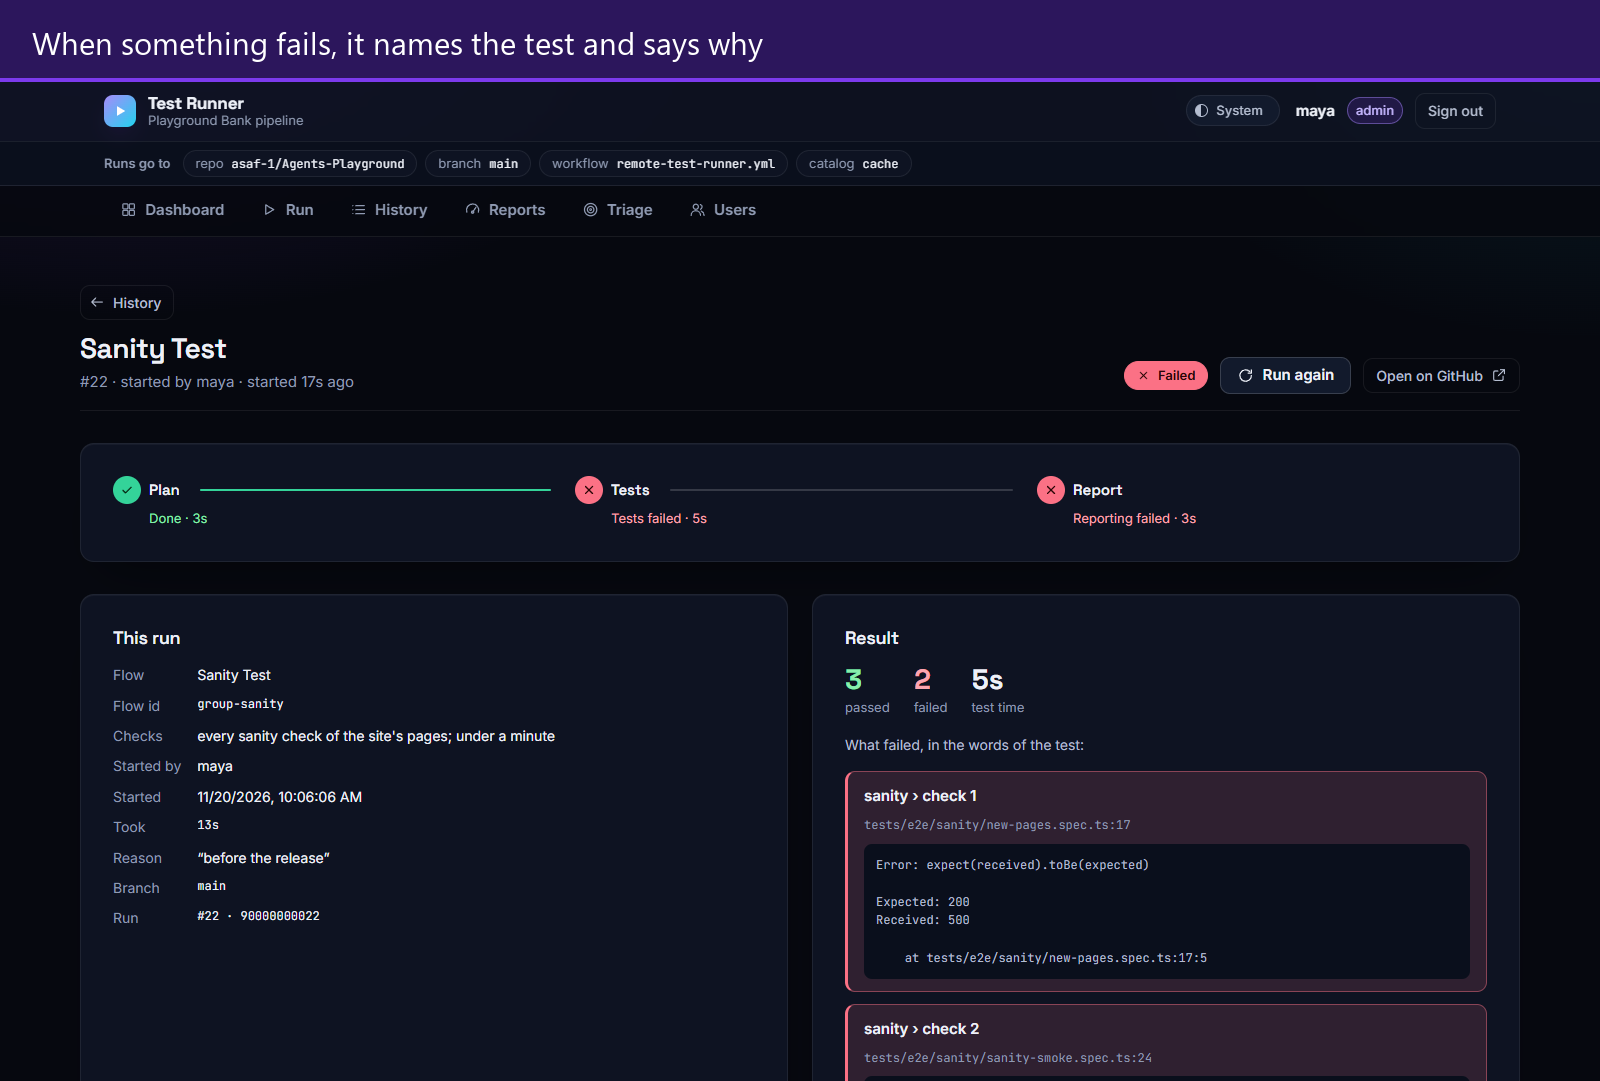 When something fails, it names the test and says why
Test Runner
Playground Bank pipeline
System
maya
admin
Sign out
Runs go to
repo asaf-1/Agents-Playground
branch main
workflow remote-test-runner.yml
catalog cache
Dashboard
Run
History
Reports
Triage
Users
← History
Sanity Test
#22 · started by maya · started 17s ago
Failed
Run again
Open on GitHub
Plan
Done · 3s
Tests
Tests failed · 5s
Report
Reporting failed · 3s
This run
Flow Sanity Test
Flow id group-sanity
Checks every sanity check of the site's pages; under a minute
Started by maya
Started 11/20/2026, 10:06:06 AM
Took 13s
Reason “before the release”
Branch main
Run #22 · 90000000022
Result
3 passed
2 failed
5s test time
What failed, in the words of the test:
sanity › check 1
tests/e2e/sanity/new-pages.spec.ts:17
Error: expect(received).toBe(expected)
Expected: 200
Received: 500
at tests/e2e/sanity/new-pages.spec.ts:17:5
sanity › check 2
tests/e2e/sanity/sanity-smoke.spec.ts:24